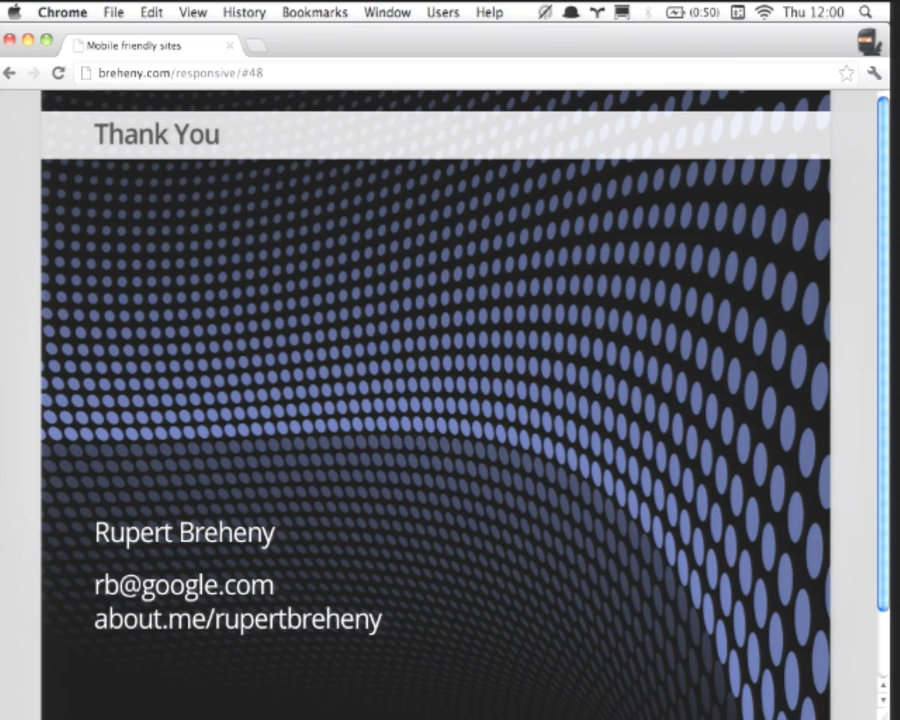 Chrome File Edit View History Bookmarks Window Users Help (0:50) Thu 12:00
Mobile friendly sites
breheny.com/responsive/#48
Thank You
Rupert Breheny
rb@google.com
about.me/rupertbreheny